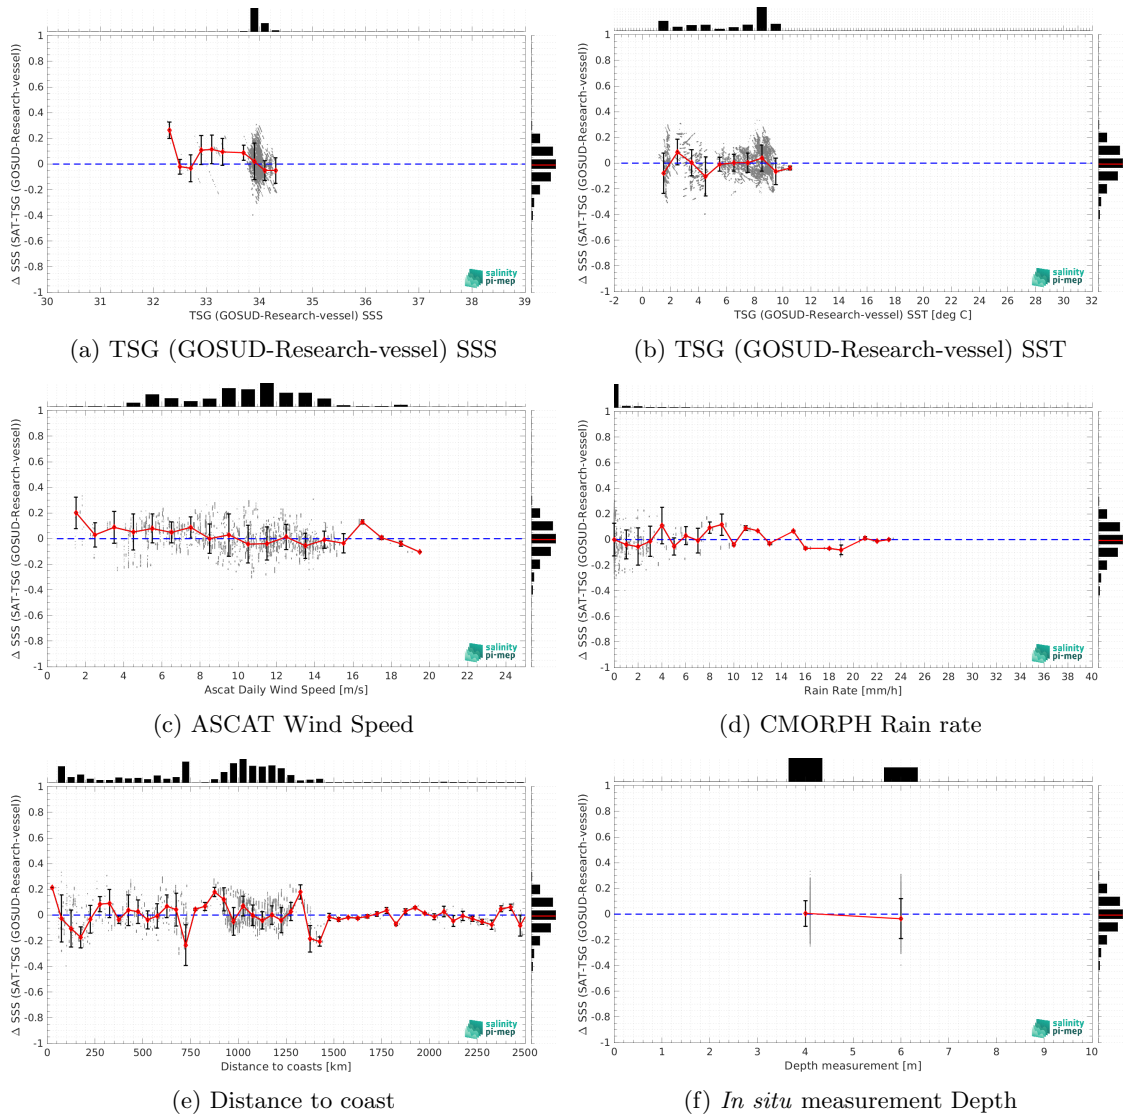 1
0.8
0.6
0.4
0.2
0
-0.2
-0.4
-0.6
-0.8
-1
Δ SSS (SAT-TSG (GOSUD-Research-vessel))
30 31 32 33 34 35 36 37 38 39
TSG (GOSUD-Research-vessel) SSS
salinity
pi-mep
(a) TSG (GOSUD-Research-vessel) SSS
1
0.8
0.6
0.4
0.2
0
-0.2
-0.4
-0.6
-0.8
-1
Δ SSS (SAT-TSG (GOSUD-Research-vessel))
-2 0 2 4 6 8 10 12 14 16 18 20 22 24 26 28 30 32
TSG (GOSUD-Research-vessel) SST [deg C]
salinity
pi-mep
(b) TSG (GOSUD-Research-vessel) SST
1
0.8
0.6
0.4
0.2
0
-0.2
-0.4
-0.6
-0.8
-1
Δ SSS (SAT-TSG (GOSUD-Research-vessel))
0 2 4 6 8 10 12 14 16 18 20 22 24
Ascat Daily Wind Speed [m/s]
salinity
pi-mep
(c) ASCAT Wind Speed
1
0.8
0.6
0.4
0.2
0
-0.2
-0.4
-0.6
-0.8
-1
Δ SSS (SAT-TSG (GOSUD-Research-vessel))
0 2 4 6 8 10 12 14 16 18 20 22 24 26 28 30 32 34 36 38 40
Rain Rate [mm/h]
salinity
pi-mep
(d) CMORPH Rain rate
1
0.8
0.6
0.4
0.2
0
-0.2
-0.4
-0.6
-0.8
-1
Δ SSS (SAT-TSG (GOSUD-Research-vessel))
0 250 500 750 1000 1250 1500 1750 2000 2250 2500
Distance to coasts [km]
salinity
pi-mep
(e) Distance to coast
1
0.8
0.6
0.4
0.2
0
-0.2
-0.4
-0.6
-0.8
-1
Δ SSS (SAT-TSG (GOSUD-Research-vessel))
0 1 2 3 4 5 6 7 8 9 10
Depth measurement [m]
salinity
pi-mep
(f) In situ measurement Depth